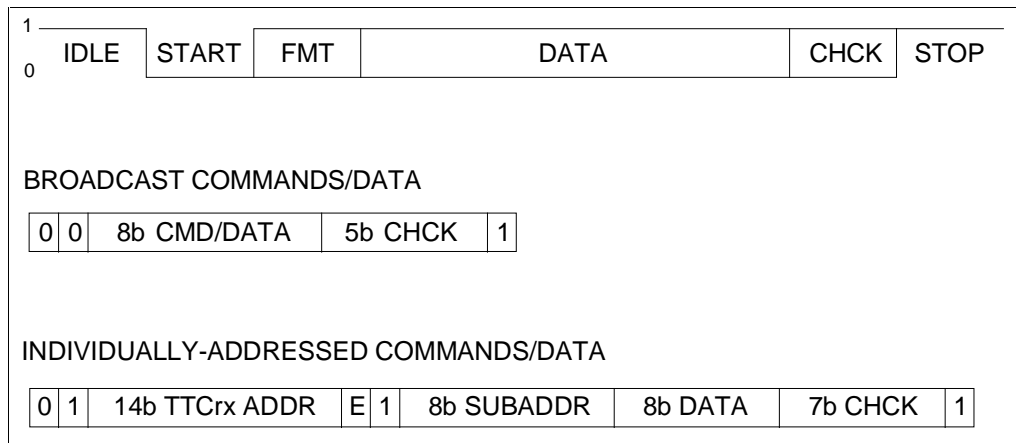 1
IDLE START FMT DATA CHCK STOP
0
BROADCAST COMMANDS/DATA
0 0 8b CMD/DATA 5b CHCK 1
INDIVIDUALLY-ADDRESSED COMMANDS/DATA
0 1 14b TTCrx ADDR E 1 8b SUBADDR 8b DATA 7b CHCK 1